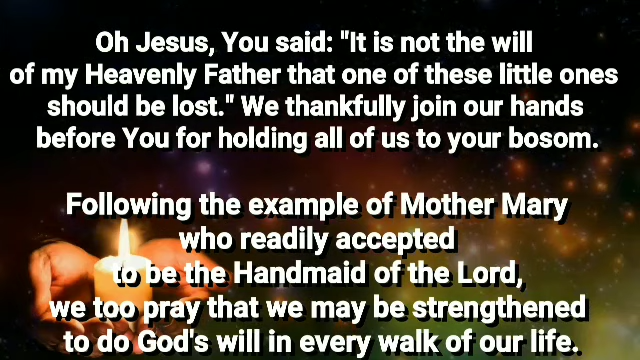 Oh Jesus, You said: "It is not the will
of my Heavenly Father that one of these little ones
should be lost." We thankfully join our hands
before You for holding all of us to your bosom.
Following the example of Mother Mary
who readily accepted
to be the Handmaid of the Lord,
we too pray that we may be strengthened
to do God's will in every walk of our life.